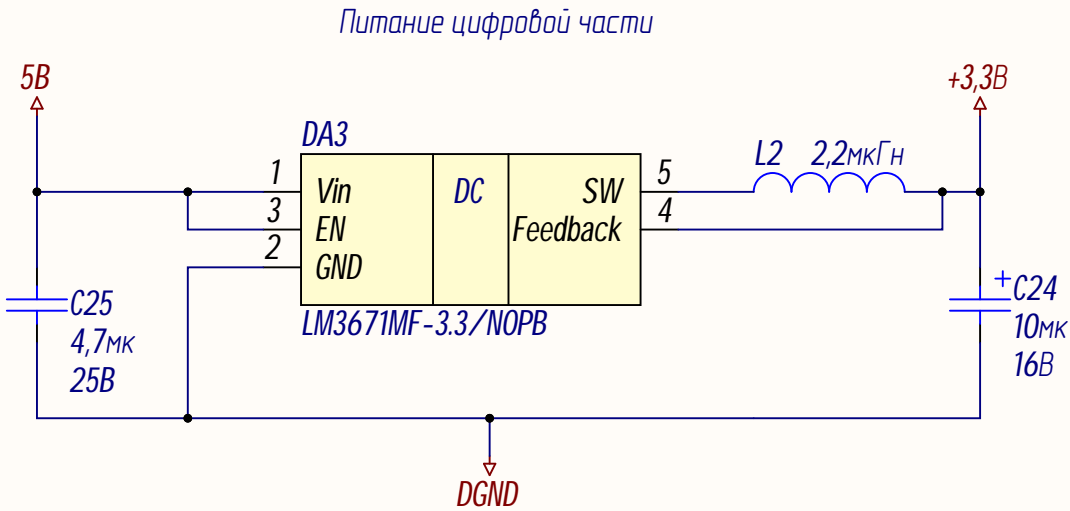 Питание цифровой части
5В
+3,3В
DA3
L2 2,2мкГн
1 Vin DC SW 5
3 EN Feedback 4
2 GND
LM3671MF-3.3/NOPB
C25
4,7мк
25В
+ C24
10мк
16В
DGND